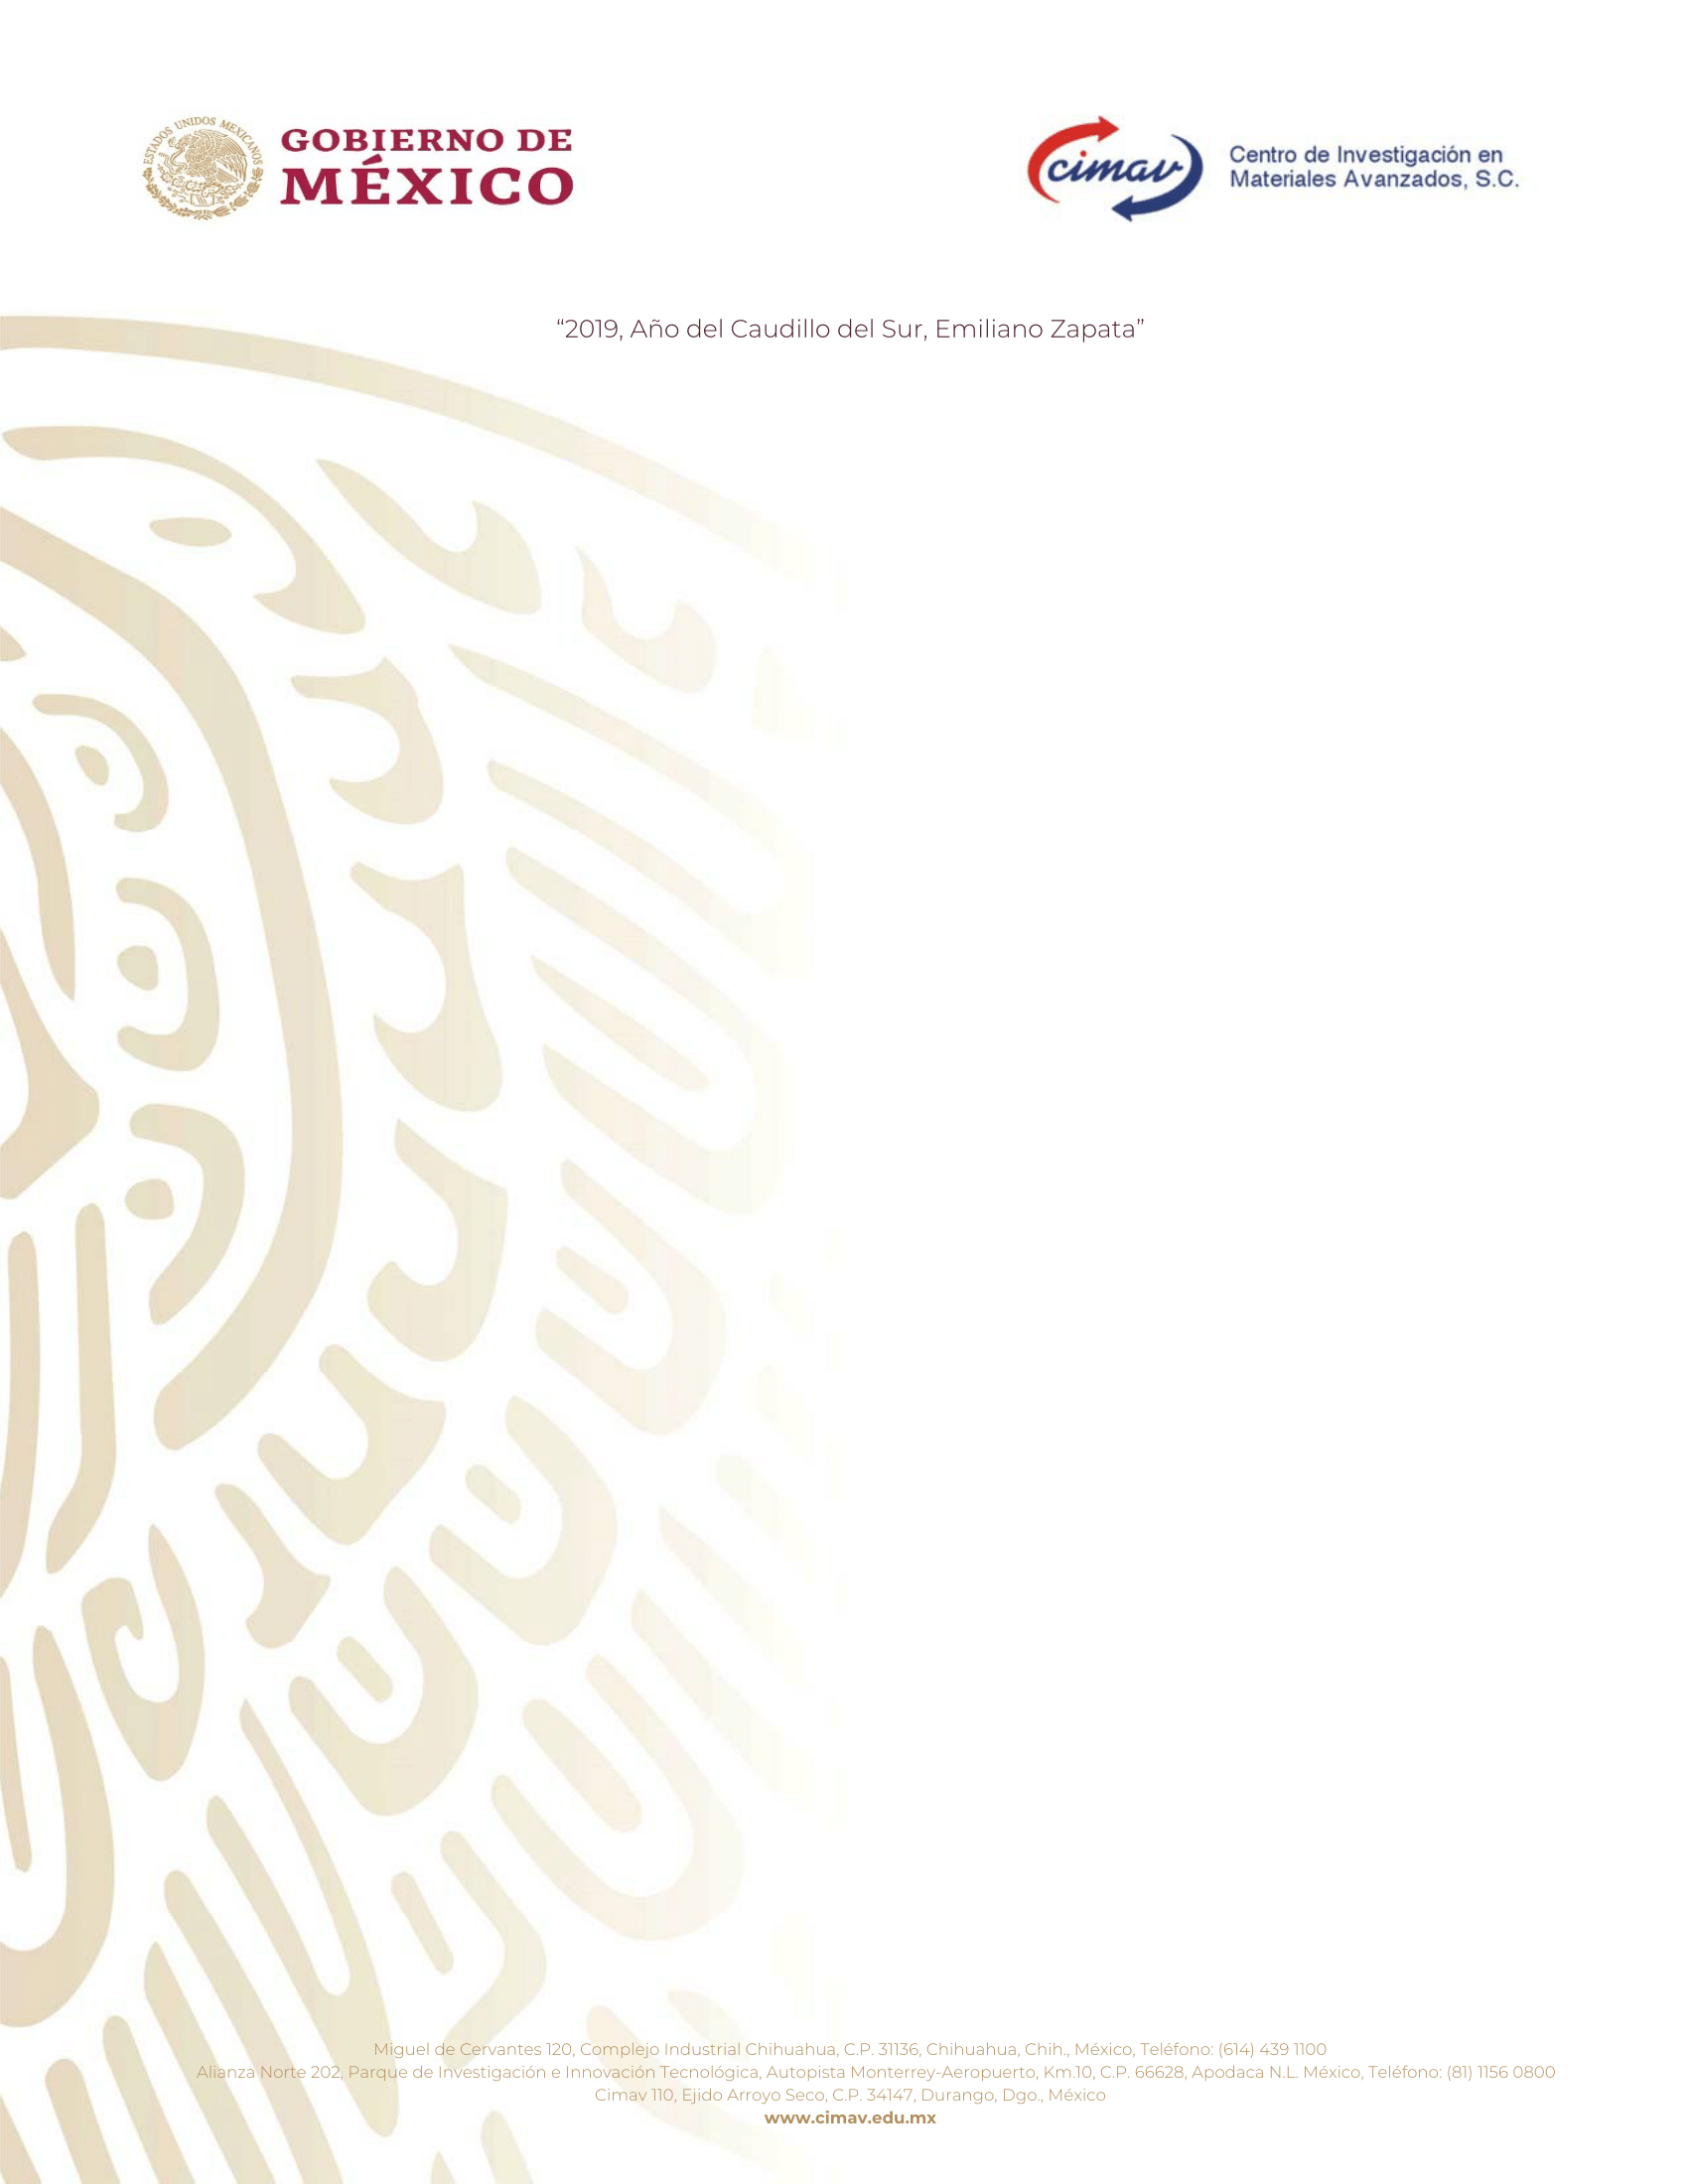 ESTADOS UNIDOS MEXICANOS
GOBIERNO DE
MÉXICO
cimav
Centro de Investigación en
Materiales Avanzados, S.C.
“2019, Año del Caudillo del Sur, Emiliano Zapata”
Miguel de Cervantes 120, Complejo Industrial Chihuahua, C.P. 31136, Chihuahua, Chih., México, Teléfono: (614) 439 1100
Alianza Norte 202, Parque de Investigación e Innovación Tecnológica, Autopista Monterrey-Aeropuerto, Km.10, C.P. 66628, Apodaca N.L. México, Teléfono: (81) 1156 0800
Cimav 110, Ejido Arroyo Seco, C.P. 34147, Durango, Dgo., México
www.cimav.edu.mx